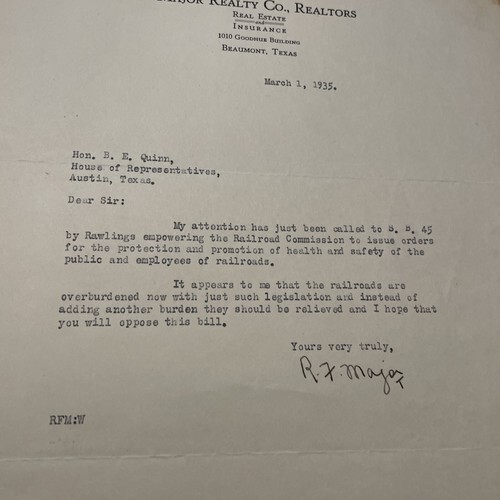 Major Realty Co., Realtors
Real Estate
and
Insurance
1010 Goodhue Building
Beaumont, Texas
March 1, 1935.
Hon. B. E. Quinn,
House of Representatives,
Austin, Texas.
Dear Sir:
My attention has just been called to S. B. 45
by Rawlings empowering the Railroad Commission to issue orders
for the protection and promotion of health and safety of the
public and employees of railroads.
It appears to me that the railroads are
overburdened now with just such legislation and instead of
adding another burden they should be relieved and I hope that
you will oppose this bill.
Yours very truly,
R. F. Major
RFM:W